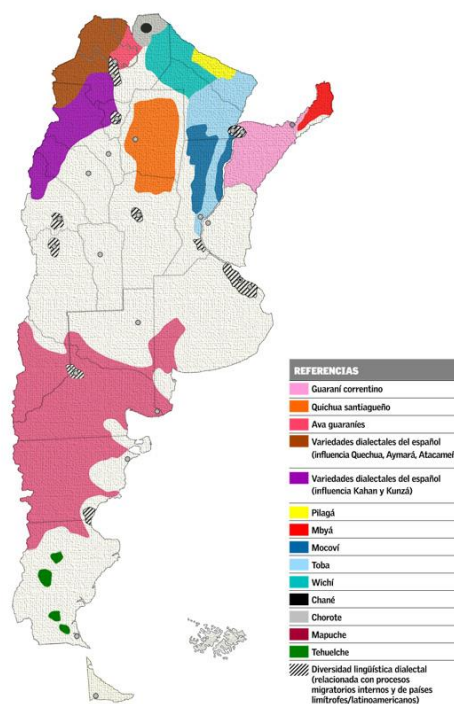 REFERENCIAS
Guaraní correntino
Quichua santiagueño
Ava guaraníes
Variedades dialectales del español
(influencia Quechua, Aymará, Atacameña
Variedades dialectales del español
(influencia Kahan y Kunzá)
Pilagá
Mbyá
Mocoví
Toba
Wichí
Chané
Chorote
Mapuche
Tehuelche
Diversidad lingüística dialectal
(relacionada con procesos
migratorios internos y de países
limítrofes/latinoamericanos)